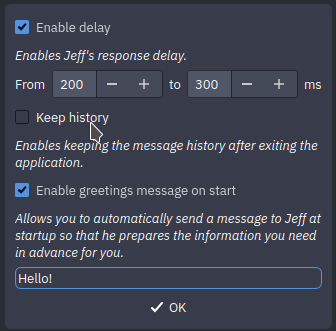 Enable delay
Enables Jeff's response delay.
From 200 − + to 300 − + ms
Keep history
Enables keeping the message history after exiting the
application.
Enable greetings message on start
Allows you to automatically send a message to Jeff at
startup so that he prepares the information you need
in advance for you.
Hello!
OK